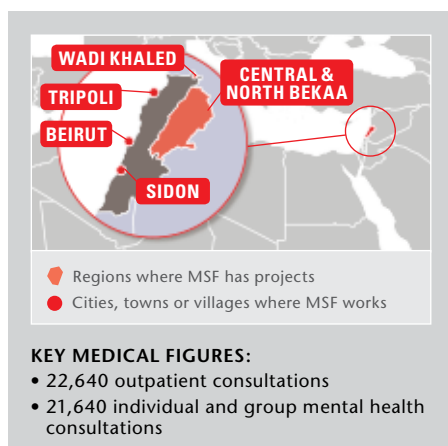 WADI KHALED
CENTRAL &
NORTH BEKAA
TRIPOLI
BEIRUT
SIDON
Regions where MSF has projects
Cities, towns or villages where MSF works
KEY MEDICAL FIGURES:
• 22,640 outpatient consultations
• 21,640 individual and group mental health
consultations